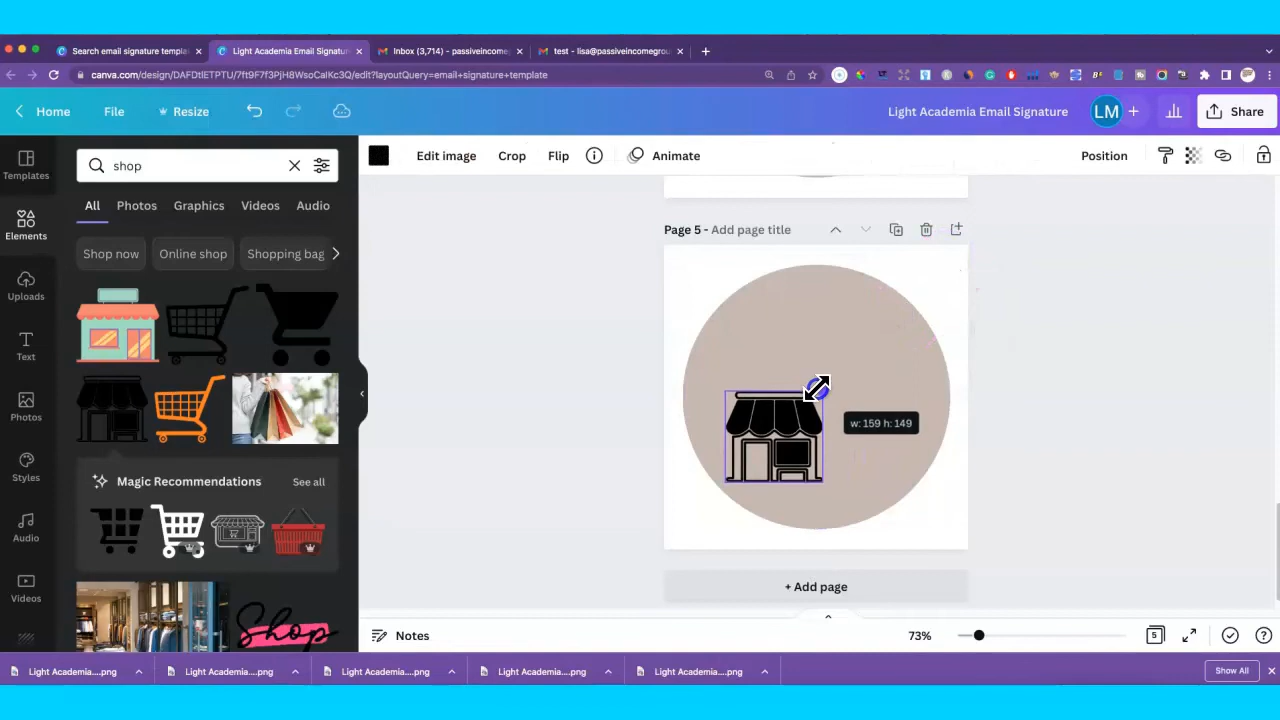 Search email signature templa
Light Academia Email Signature
Inbox (3,714) - passiveincome
test - lisa@passiveincomegrou
canva.com/design/DAFDtlETPTU/7ft9F7f3PjH8WsoCalKc3Q/edit?layoutQuery=email+signature+template
Home
File
Resize
Light Academia Email Signature
LM
Share
shop
Edit image
Crop
Flip
Animate
Position
Templates
Elements
Uploads
Text
Photos
Styles
Audio
Videos
All
Photos
Graphics
Videos
Audio
Shop now
Online shop
Shopping bag
Magic Recommendations
See all
Shop
Page 5 - Add page title
w: 159 h: 149
+ Add page
Notes
73%
5
Light Academia....png
Light Academia....png
Light Academia....png
Light Academia....png
Light Academia....png
Show All